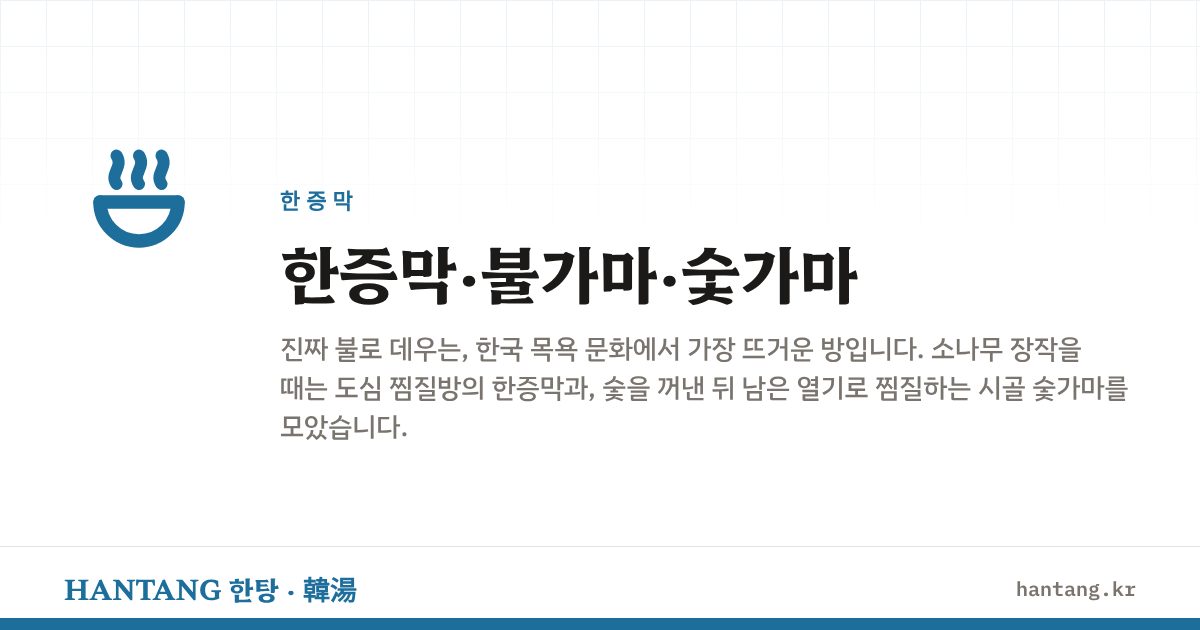 한증막
한증막·불가마·숯가마
진짜 불로 데우는, 한국 목욕 문화에서 가장 뜨거운 방입니다. 소나무 장작을
때는 도심 찜질방의 한증막과, 숯을 꺼낸 뒤 남은 열기로 찜질하는 시골 숯가마를
모았습니다.
HANTANG 한탕 · 韓湯
hantang.kr